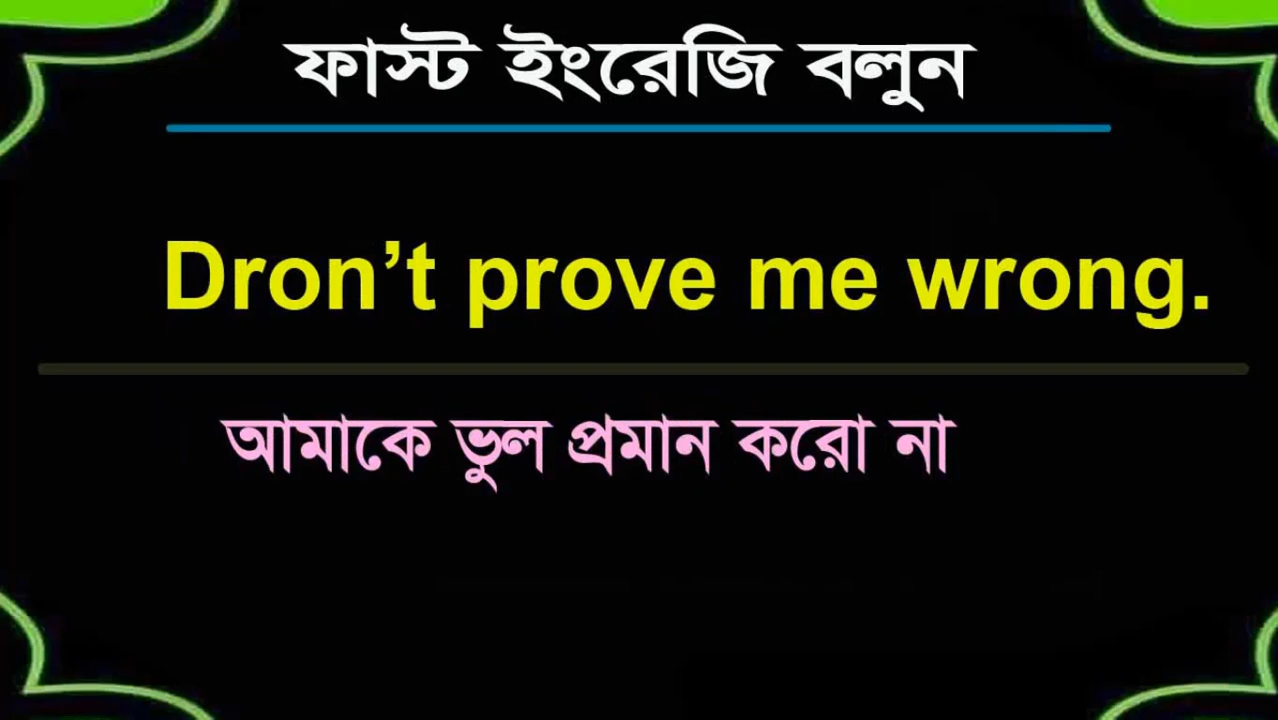 ফাস্ট ইংরেজি বলুন
Dron’t prove me wrong.
আমাকে ভুল প্রমান করো না